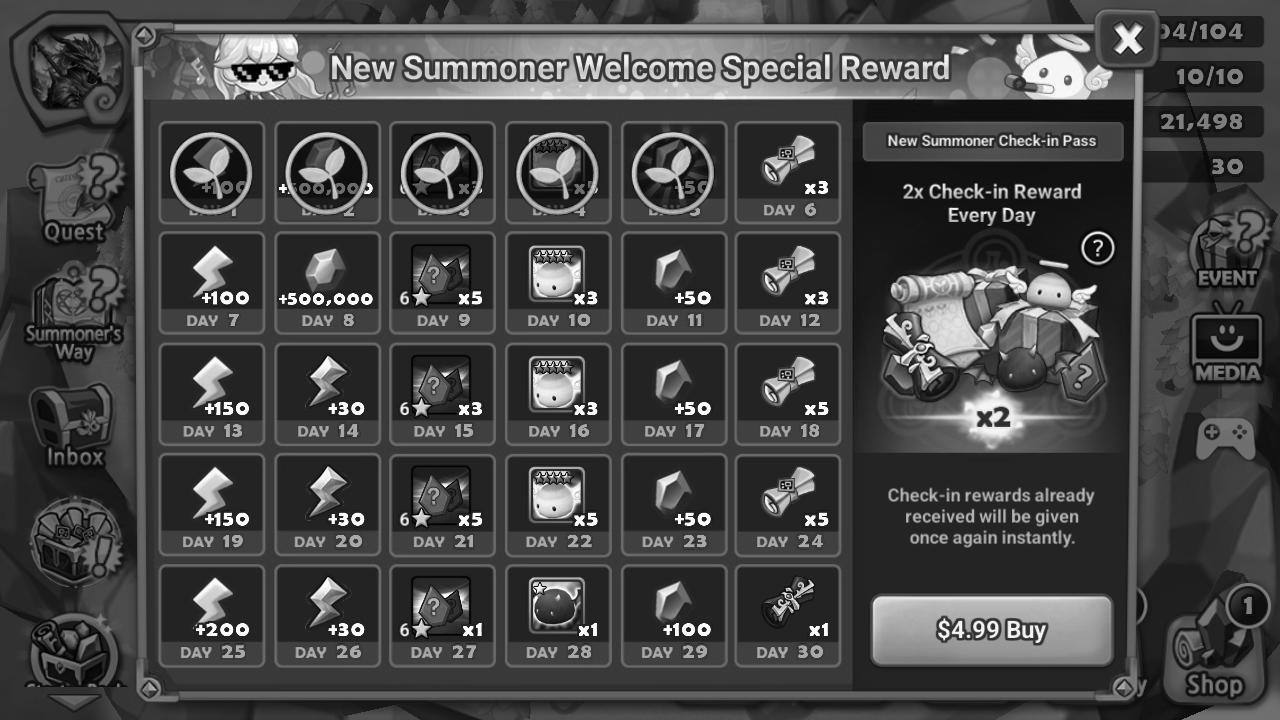 New Summoner Welcome Special Reward
04/104
10/10
21,498
30
Quest
Summoner's
Way
Inbox
EVENT
MEDIA
Shop
1
+100
+500,000
x3
x5
+50
x3
DAY 6
+100
DAY 7
+500,000
DAY 8
6★ x5
DAY 9
x3
DAY 10
+50
DAY 11
x3
DAY 12
+150
DAY 13
+30
DAY 14
6★ x3
DAY 15
x3
DAY 16
+50
DAY 17
x5
DAY 18
+150
DAY 19
+30
DAY 20
6★ x5
DAY 21
x5
DAY 22
+50
DAY 23
x5
DAY 24
+200
DAY 25
+30
DAY 26
6★ x1
DAY 27
x1
DAY 28
+100
DAY 29
x1
DAY 30
New Summoner Check-in Pass
2x Check-in Reward
Every Day
?
x2
Check-in rewards already
received will be given
once again instantly.
$4.99 Buy